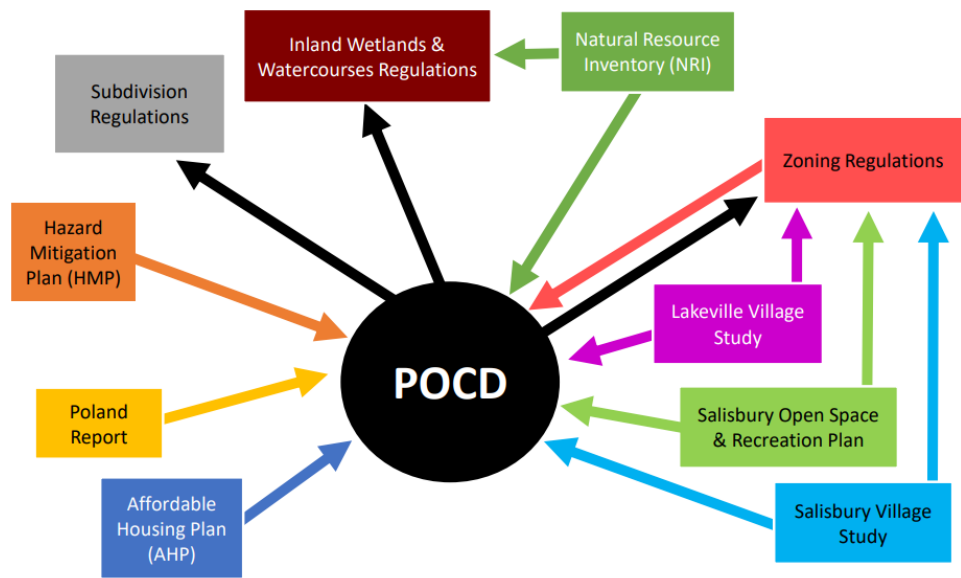 Inland Wetlands &
Watercourses Regulations
Natural Resource
Inventory (NRI)
Subdivision
Regulations
Zoning Regulations
Hazard
Mitigation
Plan (HMP)
Lakeville Village
Study
POCD
Poland
Report
Salisbury Open Space
& Recreation Plan
Affordable
Housing Plan
(AHP)
Salisbury Village
Study